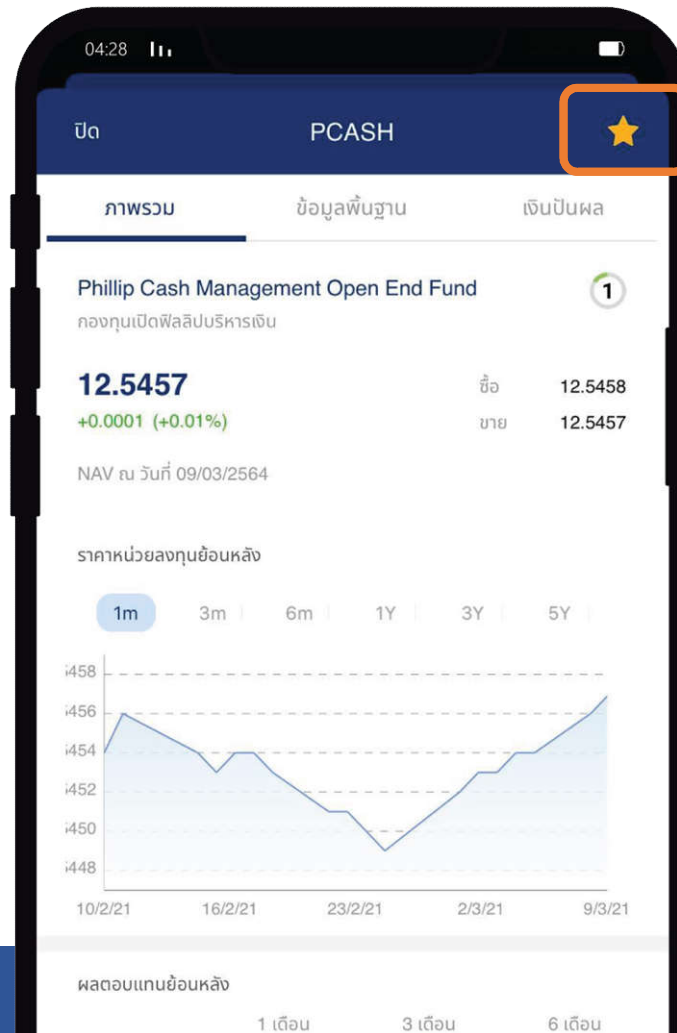 04:28
ปิด PCASH
ภาพรวม ข้อมูลพื้นฐาน เงินปันผล
Phillip Cash Management Open End Fund 1
กองทุนเปิดฟิลลิปบริหารเงิน
12.5457 ซื้อ 12.5458
+0.0001 (+0.01%) ขาย 12.5457
NAV ณ วันที่ 09/03/2564
ราคาหน่วยลงทุนย้อนหลัง
1m 3m 6m 1Y 3Y 5Y
458
456
454
452
450
448
10/2/21 16/2/21 23/2/21 2/3/21 9/3/21
ผลตอบแทนย้อนหลัง
1 เดือน 3 เดือน 6 เดือน